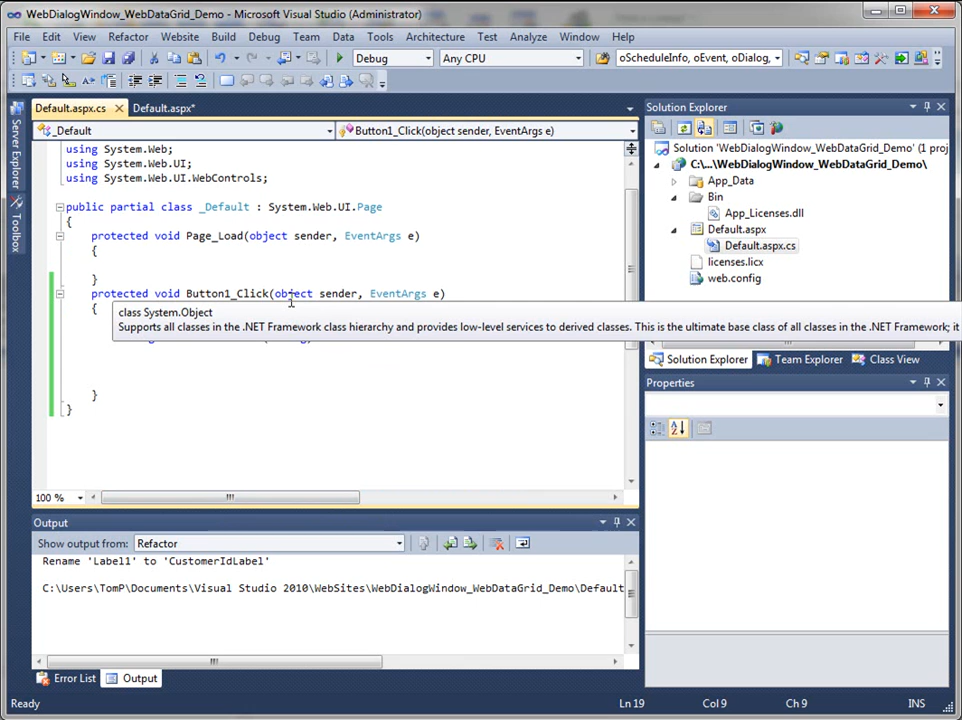 WebDialogWindow_WebDataGrid_Demo - Microsoft Visual Studio (Administrator)
File Edit View Refactor Website Build Debug Team Data Tools Architecture Test Analyze Window Help
Debug Any CPU oScheduleInfo, oEvent, oDialog,
Default.aspx.cs Default.aspx*
_Default Button1_Click(object sender, EventArgs e)
Server Explorer
Toolbox
using System.Web;
using System.Web.UI;
using System.Web.UI.WebControls;
public partial class _Default : System.Web.UI.Page
{
protected void Page_Load(object sender, EventArgs e)
{
}
protected void Button1_Click(object sender, EventArgs e)
{
class System.Object
Supports all classes in the .NET Framework class hierarchy and provides low-level services to derived classes. This is the ultimate base class of all classes in the .NET Framework; it
}
}
100 %
Solution Explorer
Solution 'WebDialogWindow_WebDataGrid_Demo' (1 proj
C:\...\WebDialogWindow_WebDataGrid_Demo\
App_Data
Bin
App_Licenses.dll
Default.aspx
Default.aspx.cs
licenses.licx
web.config
Solution Explorer Team Explorer Class View
Properties
Output
Show output from: Refactor
Rename 'Label1' to 'CustomerIdLabel'
C:\Users\TomP\Documents\Visual Studio 2010\WebSites\WebDialogWindow_WebDataGrid_Demo\Default
Error List Output
Ready Ln 19 Col 9 Ch 9 INS